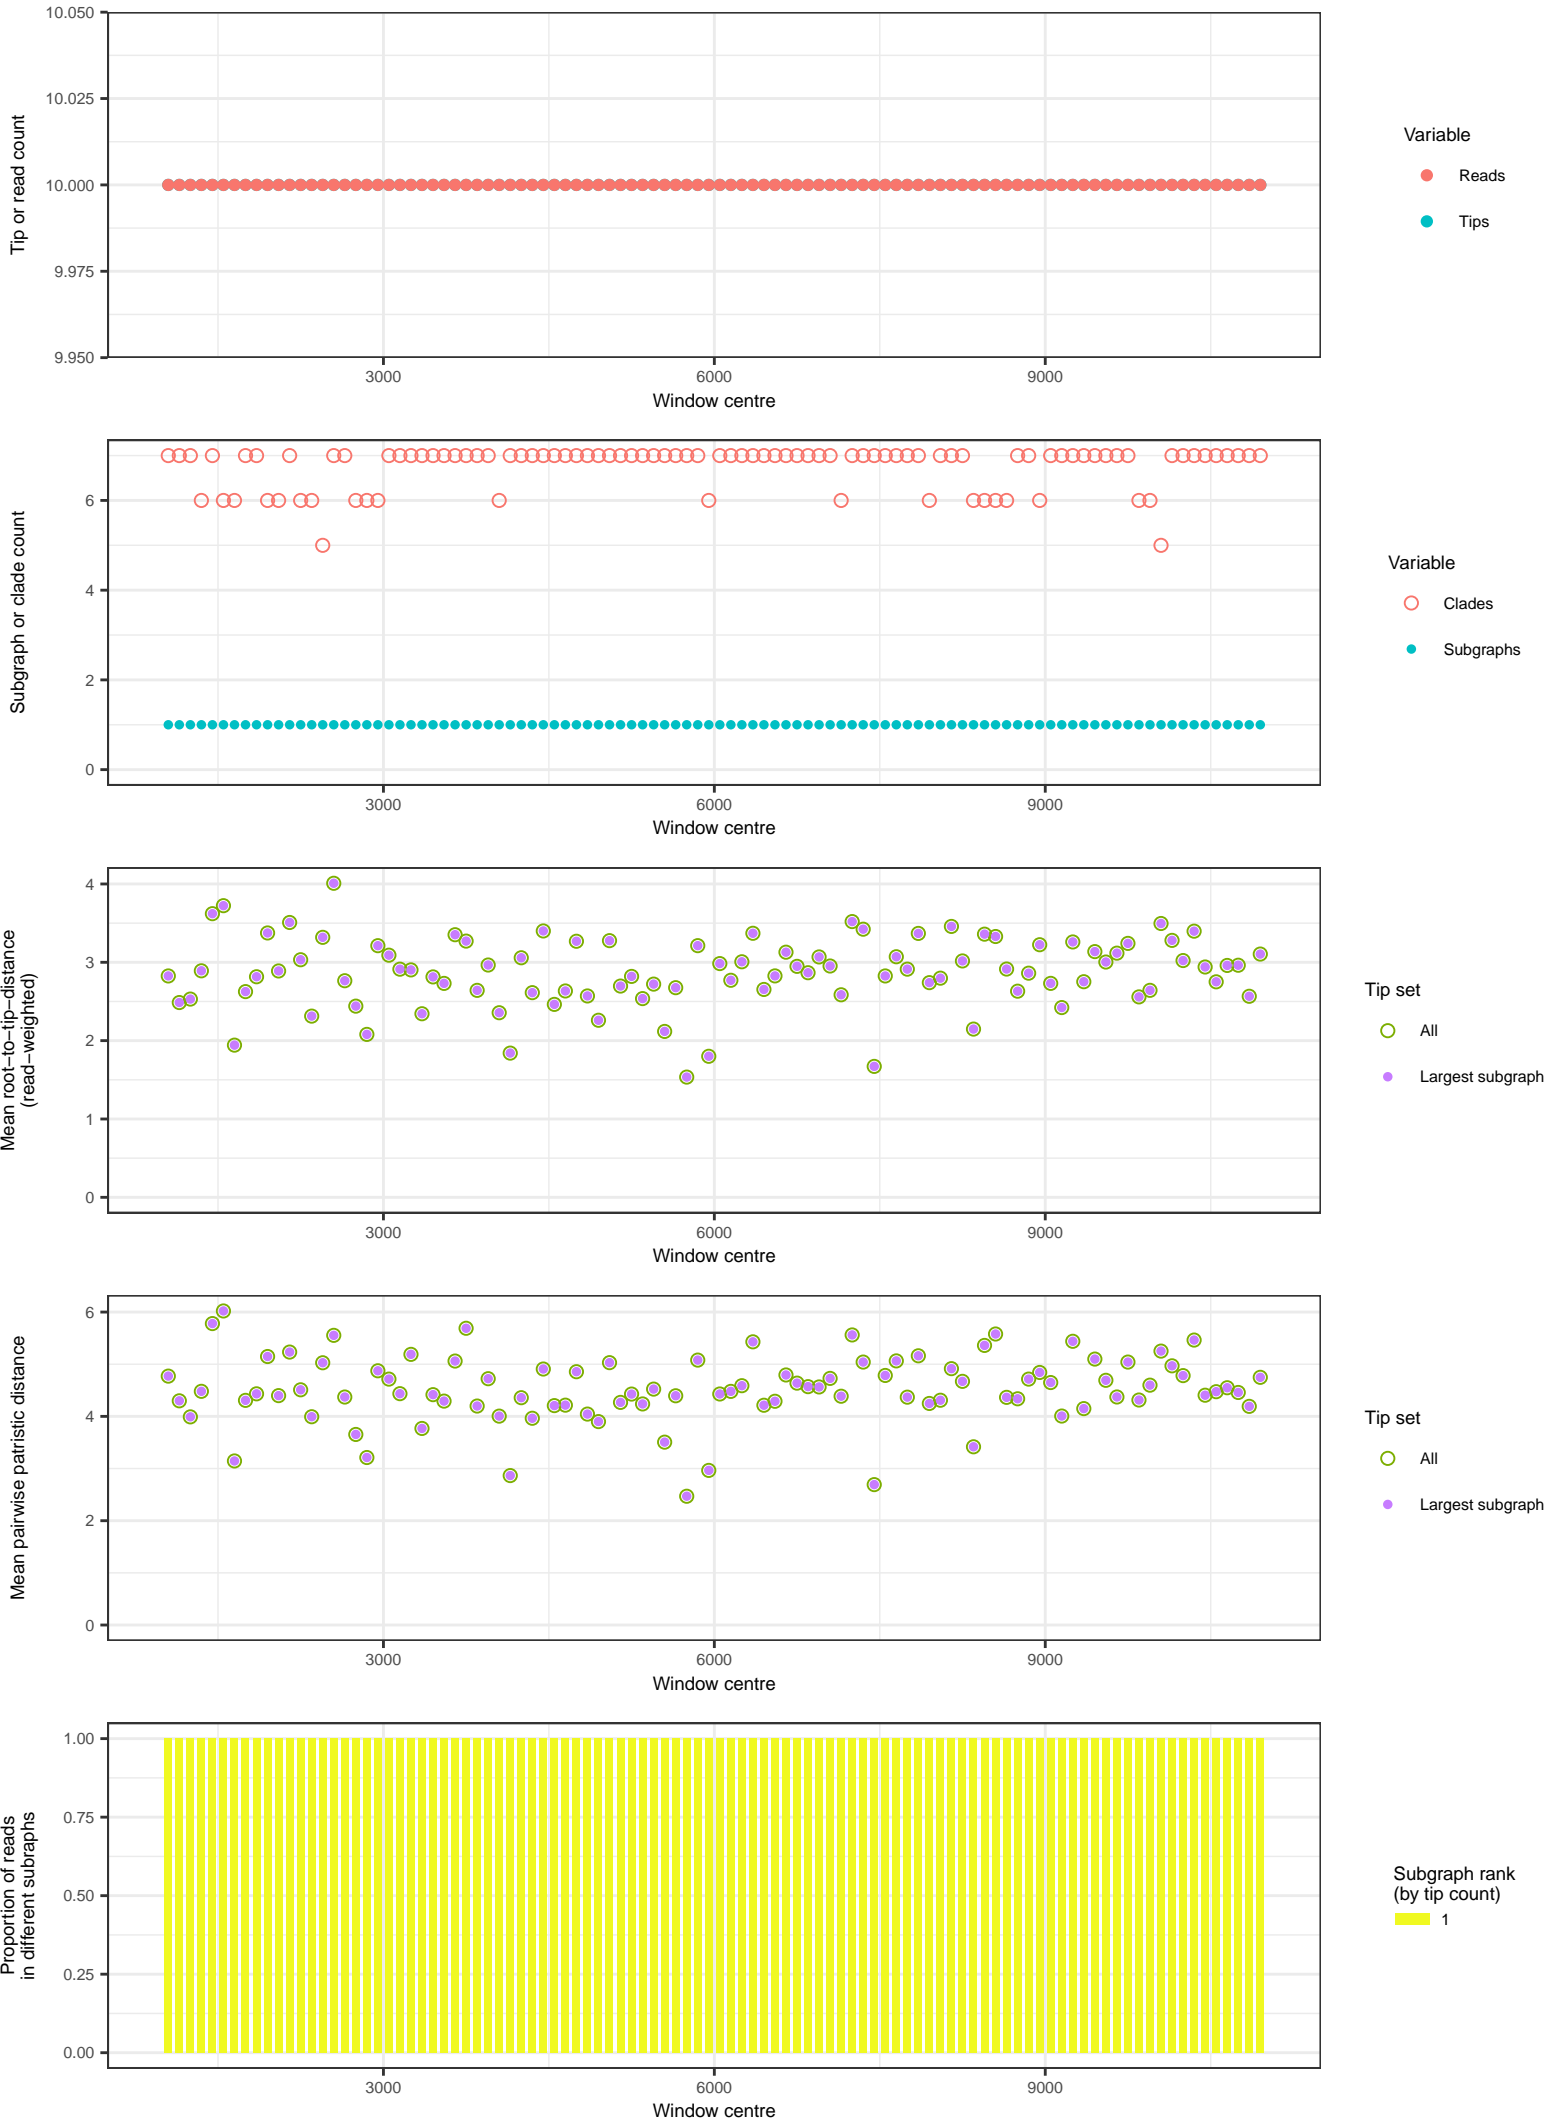 10.050
10.025
10.000
9.975
9.950
Tip or read count
3000 6000 9000
Window centre
Variable
Reads
Tips
6
4
2
0
Subgraph or clade count
3000 6000 9000
Window centre
Variable
Clades
Subgraphs
4
3
2
1
0
Mean root−to−tip−distance
(read−weighted)
3000 6000 9000
Window centre
Tip set
All
Largest subgraph
6
4
2
0
Mean pairwise patristic distance
3000 6000 9000
Window centre
Tip set
All
Largest subgraph
1.00
0.75
0.50
0.25
0.00
Proportion of reads
in different subraphs
3000 6000 9000
Window centre
Subgraph rank
(by tip count)
1